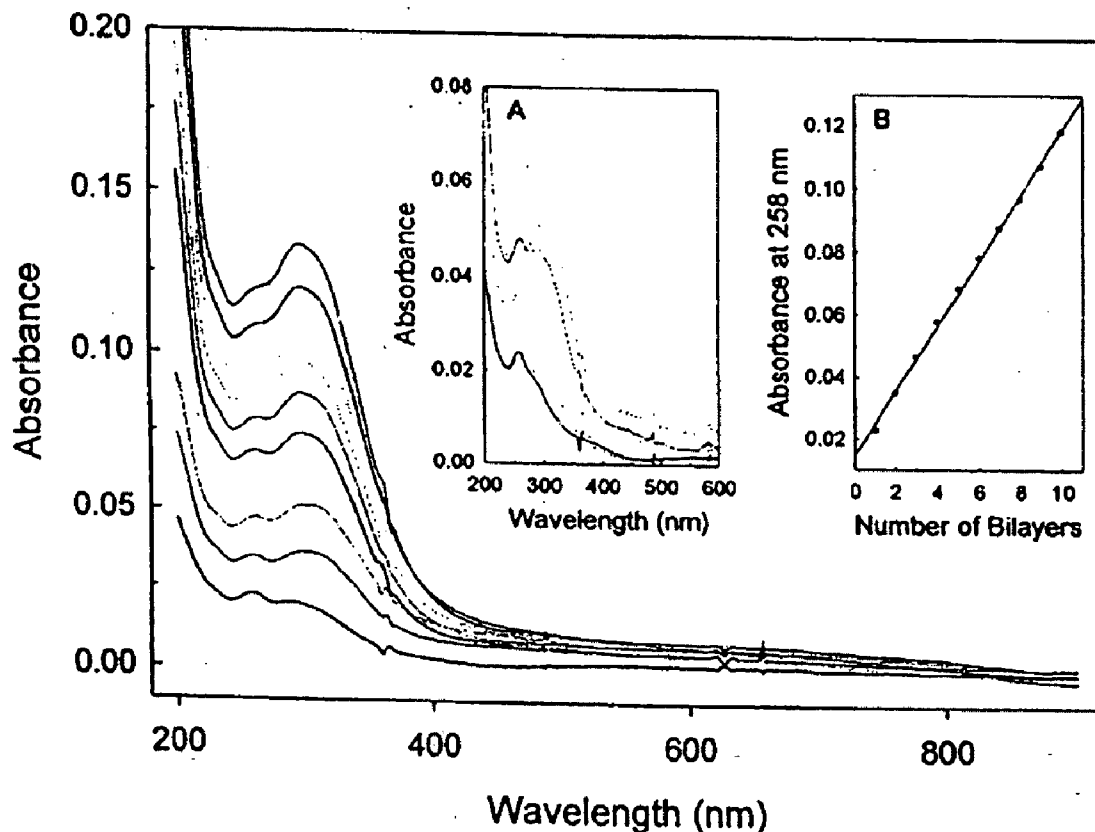 0.20
0.15
0.10
0.05
0.00
Absorbance
200
400
600
800
Wavelength (nm)
A
0.08
0.06
0.04
0.02
0.00
Absorbance
200 300 400 500 600
Wavelength (nm)
B
0.12
0.10
0.08
0.06
0.04
0.02
Absorbance at 258 nm
0 2 4 6 8 10
Number of Bilayers